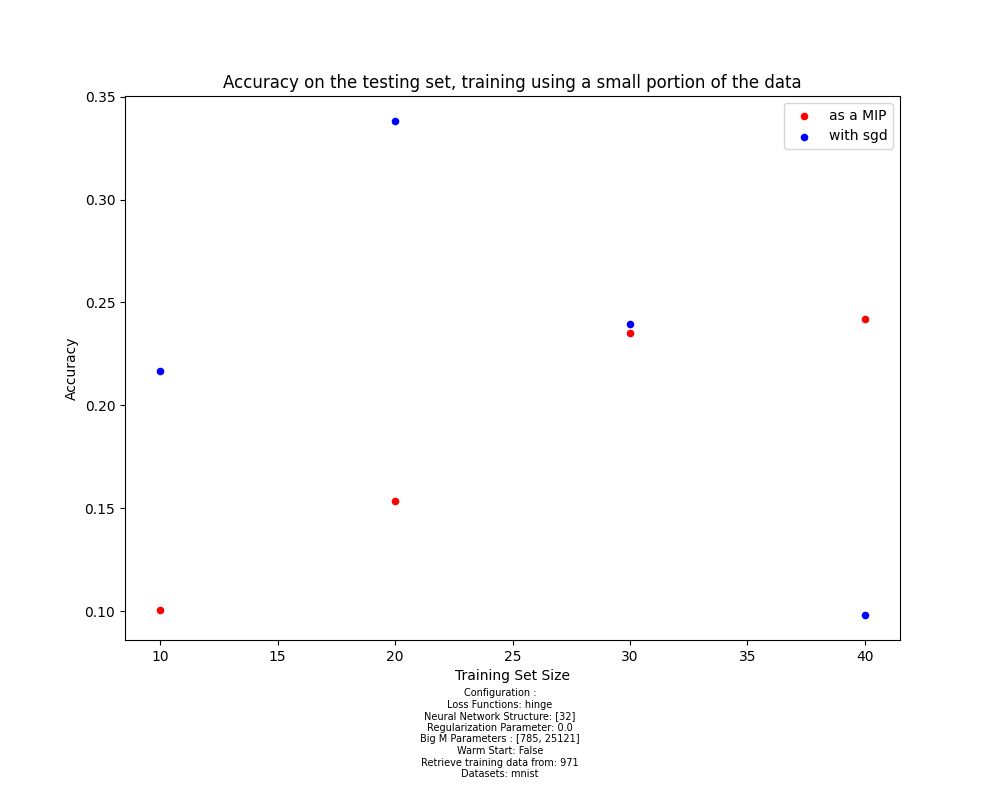 Accuracy on the testing set, training using a small portion of the data
0.35
0.30
0.25
0.20
0.15
0.10
Accuracy
as a MIP
with sgd
10 15 20 25 30 35 40
Training Set Size
Configuration :
Loss Functions: hinge
Neural Network Structure: [32]
Regularization Parameter: 0.0
Big M Parameters : [785, 25121]
Warm Start: False
Retrieve training data from: 971
Datasets: mnist